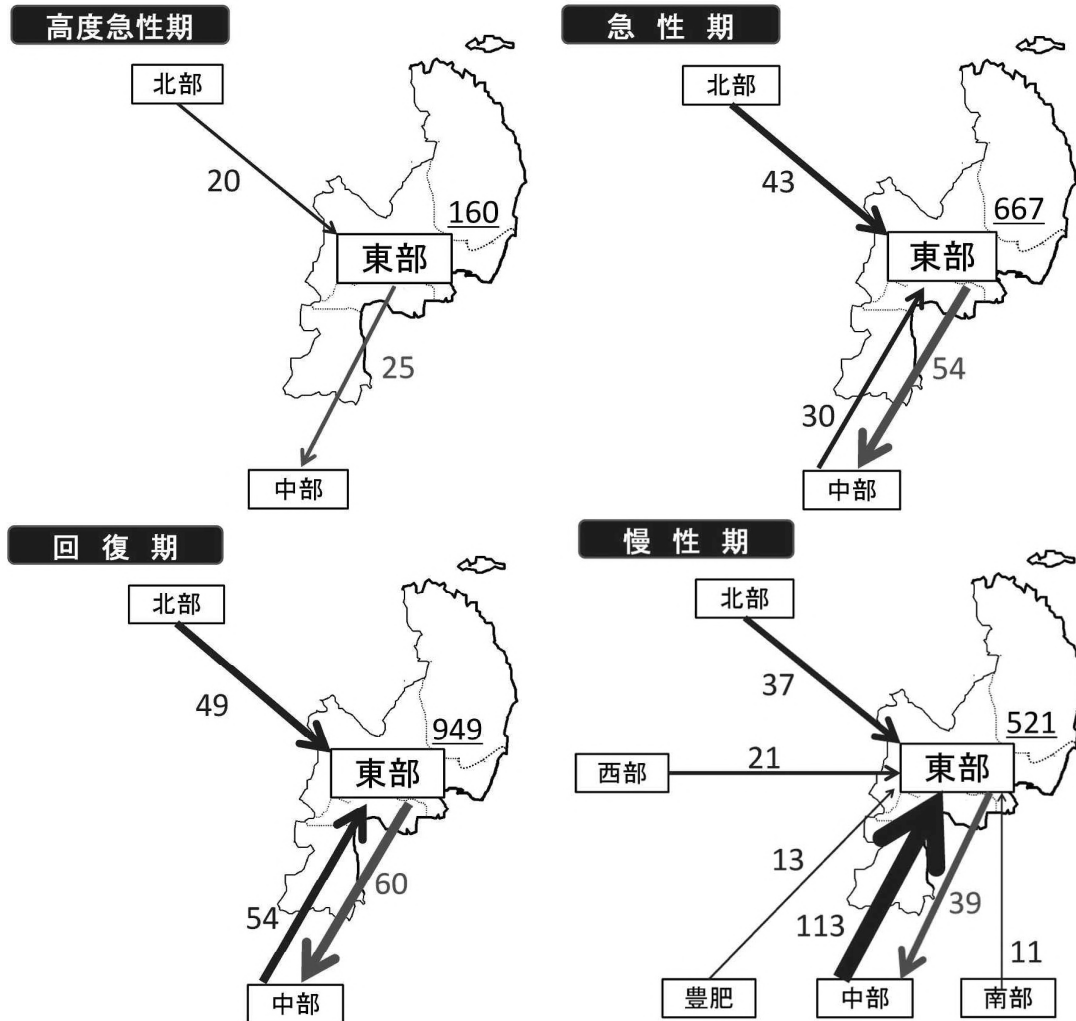 高度急性期
北部
20
160
東部
25
中部
急 性 期
北部
43
667
東部
54
30
中部
回 復 期
北部
49
949
東部
60
54
中部
慢 性 期
北部
37
521
西部
21
東部
13
113
39
11
豊肥
中部
南部